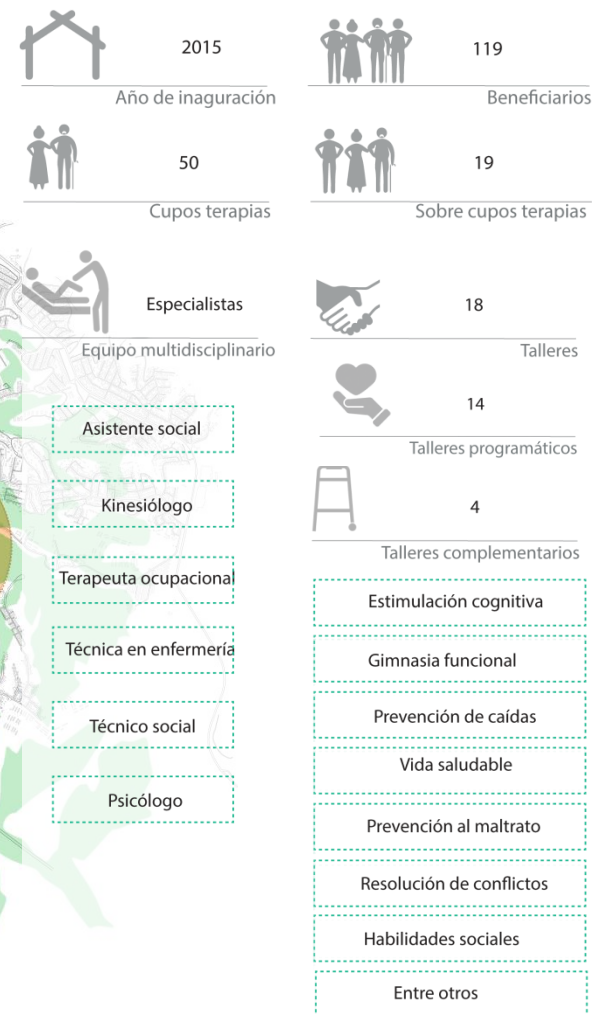 2015
Año de inaguración
119
Beneficiarios
50
Cupos terapias
19
Sobre cupos terapias
Especialistas
Equipo multidisciplinario
18
Talleres
14
Talleres programáticos
4
Talleres complementarios
Asistente social
Kinesiólogo
Terapeuta ocupacional
Técnica en enfermería
Técnico social
Psicólogo
Estimulación cognitiva
Gimnasia funcional
Prevención de caídas
Vida saludable
Prevención al maltrato
Resolución de conflictos
Habilidades sociales
Entre otros